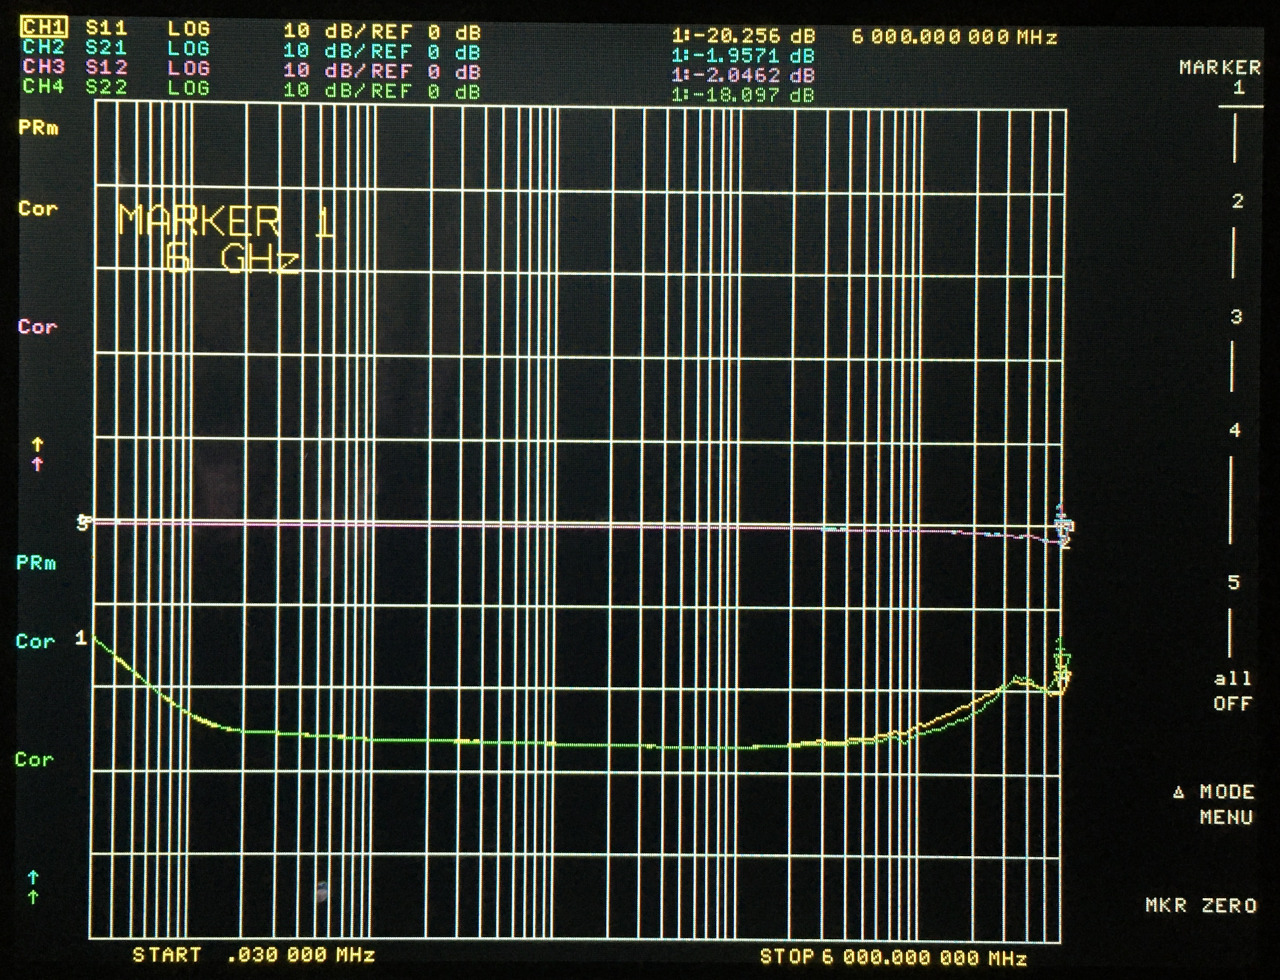 CH1 S11 LOG 10 dB/REF 0 dB 1:-20.256 dB 6 000.000 000 MHz
CH2 S21 LOG 10 dB/REF 0 dB 1:-1.9571 dB
CH3 S12 LOG 10 dB/REF 0 dB 1:-2.0462 dB
CH4 S22 LOG 10 dB/REF 0 dB 1:-18.097 dB
MARKER
1
PRm
2
Cor
MARKER 1
6 GHz
3
Cor
4
↑
↑
PRm
5
Cor
1
all
OFF
Cor
Δ MODE
MENU
↑
↑
MKR ZERO
START .030 000 MHz STOP 6 000.000 000 MHz